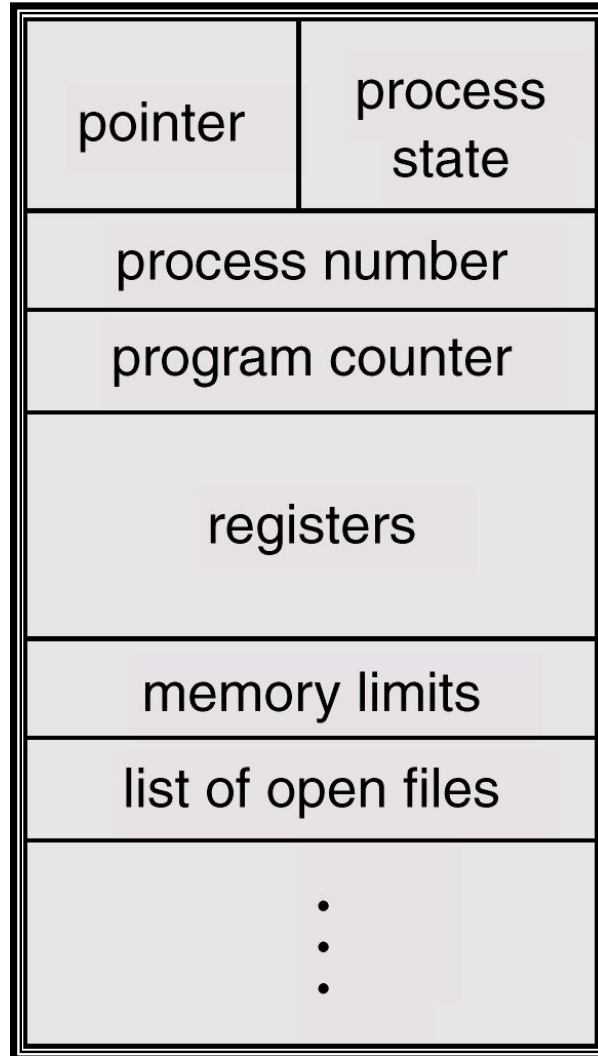 pointer
process
state
process number
program counter
registers
memory limits
list of open files